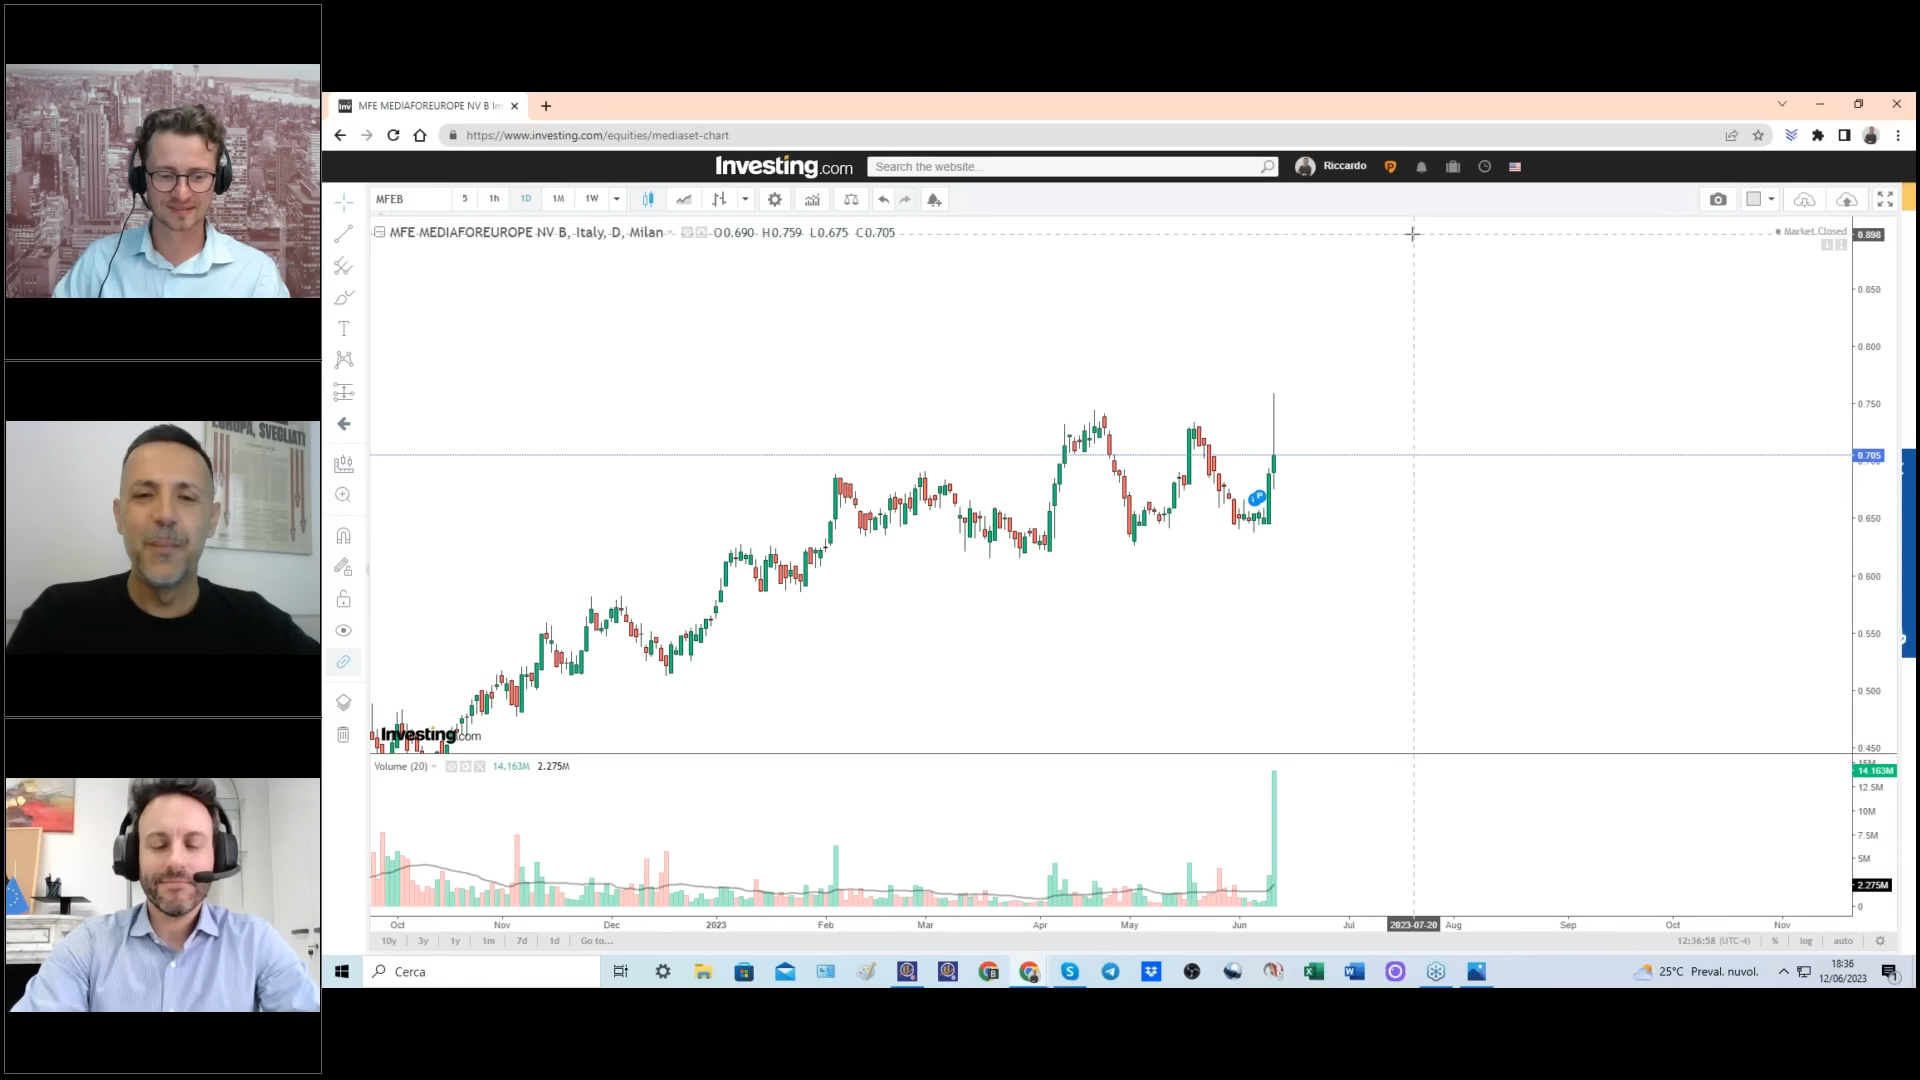 EUROPA, SVEGLIATI
MFE MEDIAFOREUROPE NV B In
https://www.investing.com/equities/mediaset-chart
Investing.com
Search the website...
Riccardo
MFEB 5 1h 1D 1M 1W
MFE MEDIAFOREUROPE NV B, Italy, D, Milan O0.690 H0.759 L0.675 C0.705
Market Closed
0.898
0.850
0.800
0.750
0.705
0.650
0.600
0.550
0.500
0.450
Investing.com
Volume (20) 14.163M 2.275M
15M
14.163M
12.5M
10M
7.5M
5M
2.275M
0
Oct Nov Dec 2023 Feb Mar Apr May Jun Jul 2023-07-20 Aug Sep Oct Nov
10y 3y 1y 1m 7d 1d Go to... 12:36:58 (UTC-4) % log auto
Cerca
25°C Preval. nuvol.
18:36
12/06/2023
1